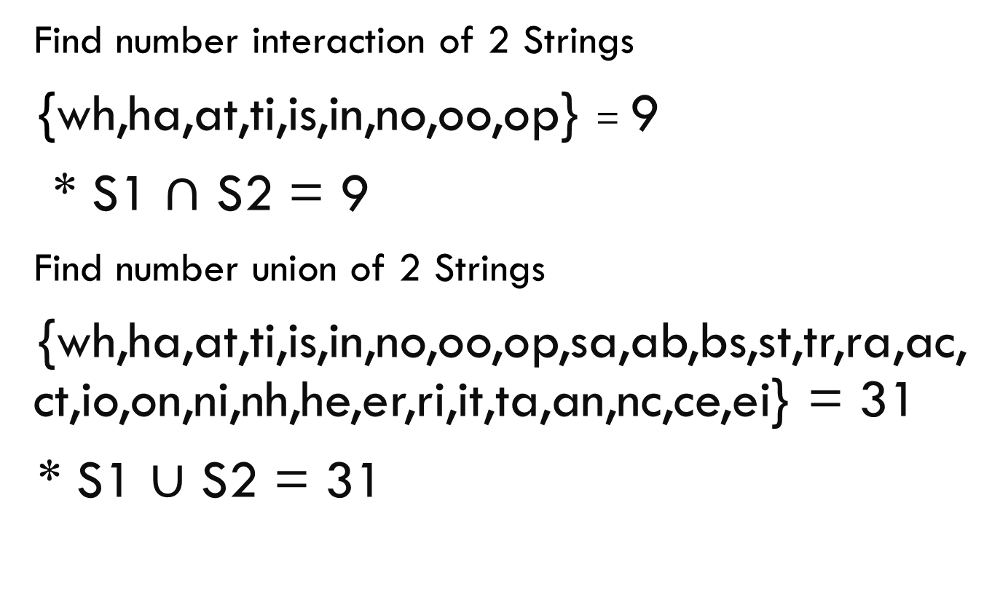 Find number interaction of 2 Strings
{wh,ha,at,ti,is,in,no,oo,op} = 9
* S1 ∩ S2 = 9
Find number union of 2 Strings
{wh,ha,at,ti,is,in,no,oo,op,sa,ab,bs,st,tr,ra,ac,
ct,io,on,ni,nh,he,er,ri,it,ta,an,nc,ce,ei} = 31
* S1 ∪ S2 = 31